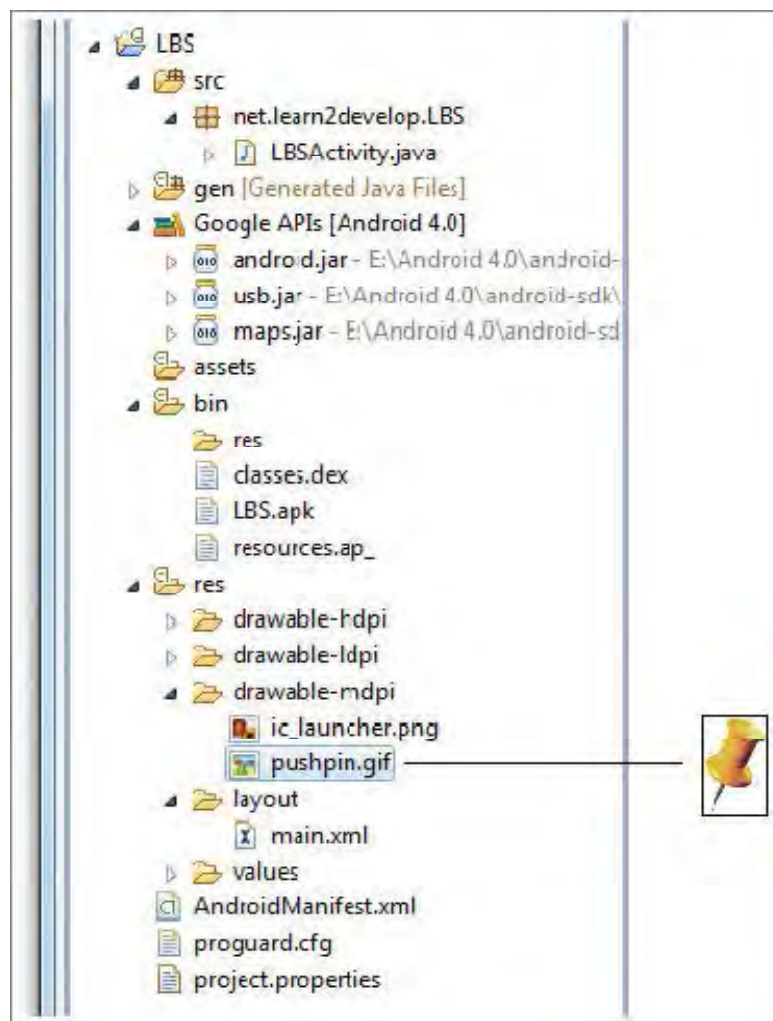 LBS
src
net.learn2develop.LBS
LBSActivity.java
gen [Generated Java Files]
Google APIs [Android 4.0]
android.jar - E:\Android 4.0\android-
usb.jar - E:\Android 4.0\android-sdk\
maps.jar - E:\Android 4.0\android-sd
assets
bin
res
classes.dex
LBS.apk
resources.ap_
res
drawable-hdpi
drawable-ldpi
drawable-mdpi
ic_launcher.png
pushpin.gif
layout
main.xml
values
AndroidManifest.xml
proguard.cfg
project.properties